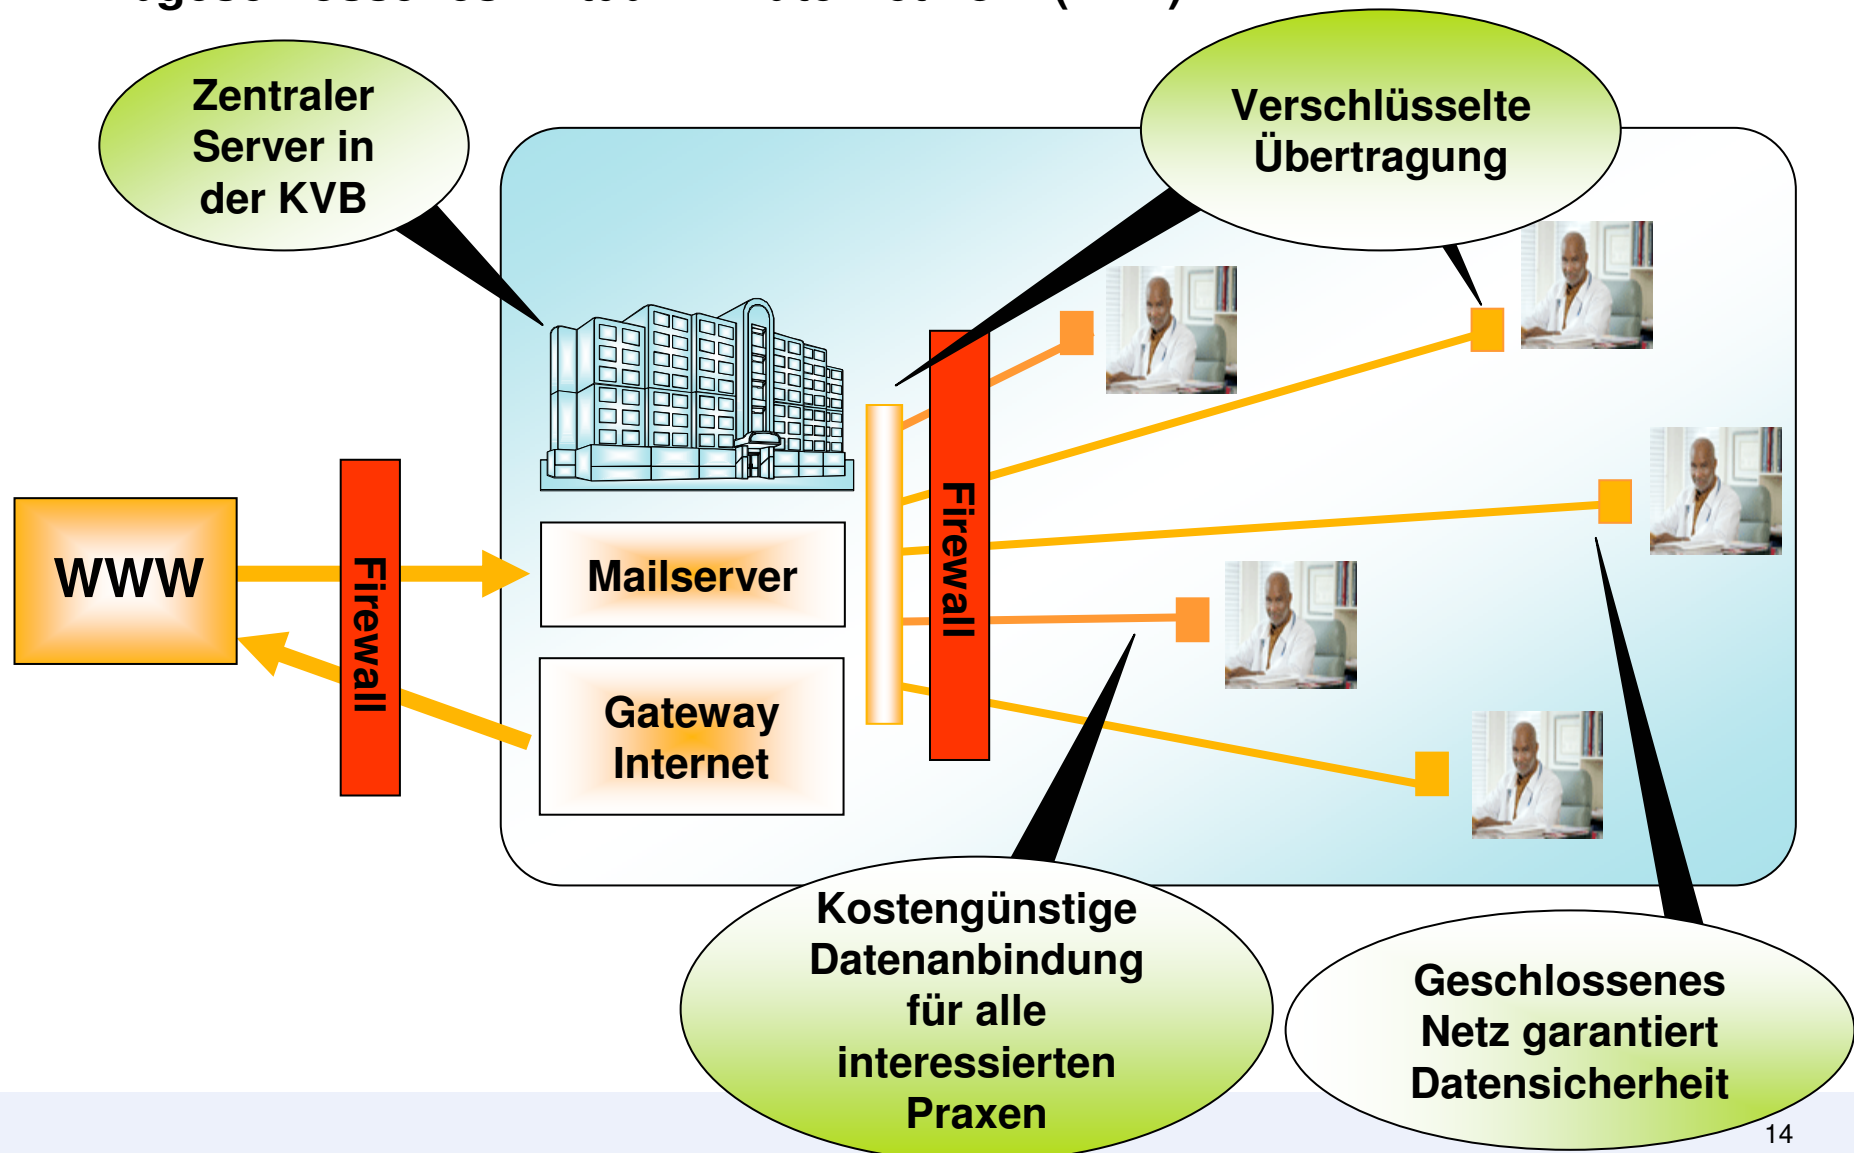 Zentraler
Server in
der KVB
Verschlüsselte
Übertragung
WWW
Firewall
Mailserver
Gateway
Internet
Firewall
Kostengünstige
Datenanbindung
für alle
interessierten
Praxen
Geschlossenes
Netz garantiert
Datensicherheit
14